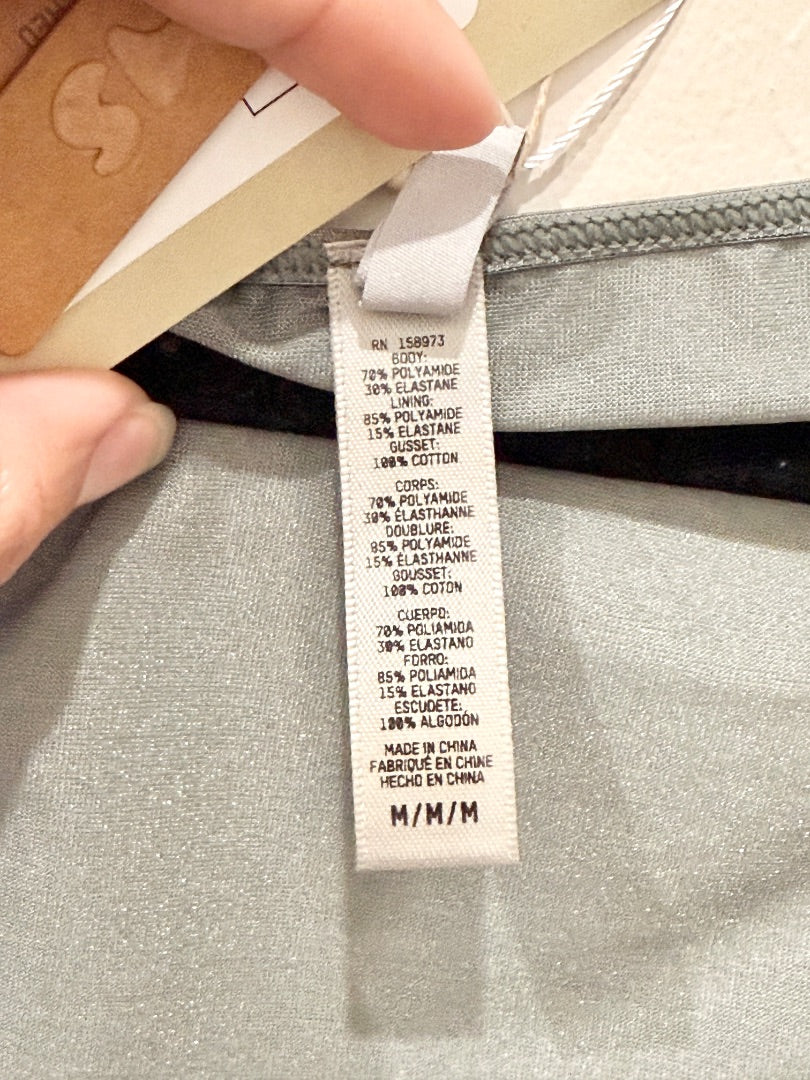 RN 158973
BODY:
70% POLYAMIDE
30% ELASTANE
LINING:
85% POLYAMIDE
15% ELASTANE
GUSSET:
100% COTTON
CORPS:
70% POLYAMIDE
30% ÉLASTHANNE
DOUBLURE:
85% POLYAMIDE
15% ÉLASTHANNE
GOUSSET:
100% COTON
CUERPO:
70% POLIAMIDA
30% ELASTANO
FORRO:
85% POLIAMIDA
15% ELASTANO
ESCUDETE:
100% ALGODÓN
MADE IN CHINA
FABRIQUÉ EN CHINE
HECHO EN CHINA
M/M/M